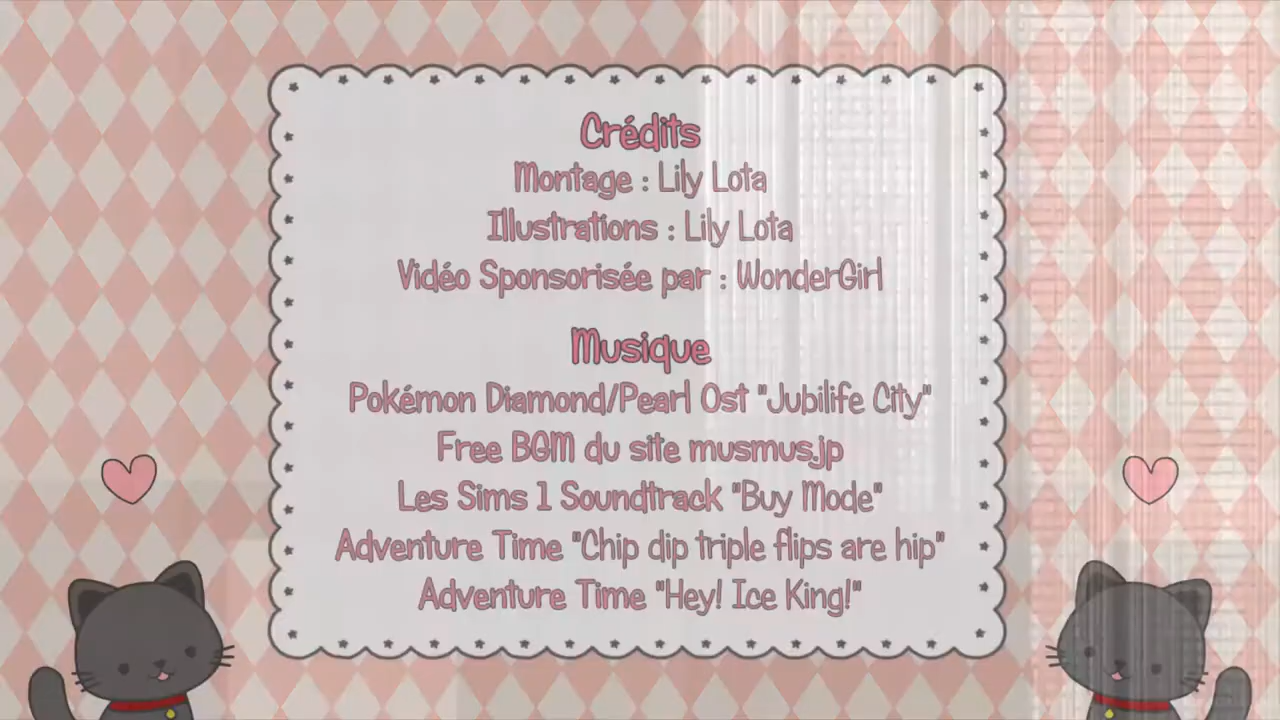 Crédits
Montage : Lily Lota
Illustrations : Lily Lota
Vidéo Sponsorisée par : WonderGirl
Musique
Pokémon Diamond/Pearl Ost "Jubilife City"
Free BGM du site musmus.jp
Les Sims 1 Soundtrack "Buy Mode"
Adventure Time "Chip dip triple flips are hip"
Adventure Time "Hey! Ice King!"